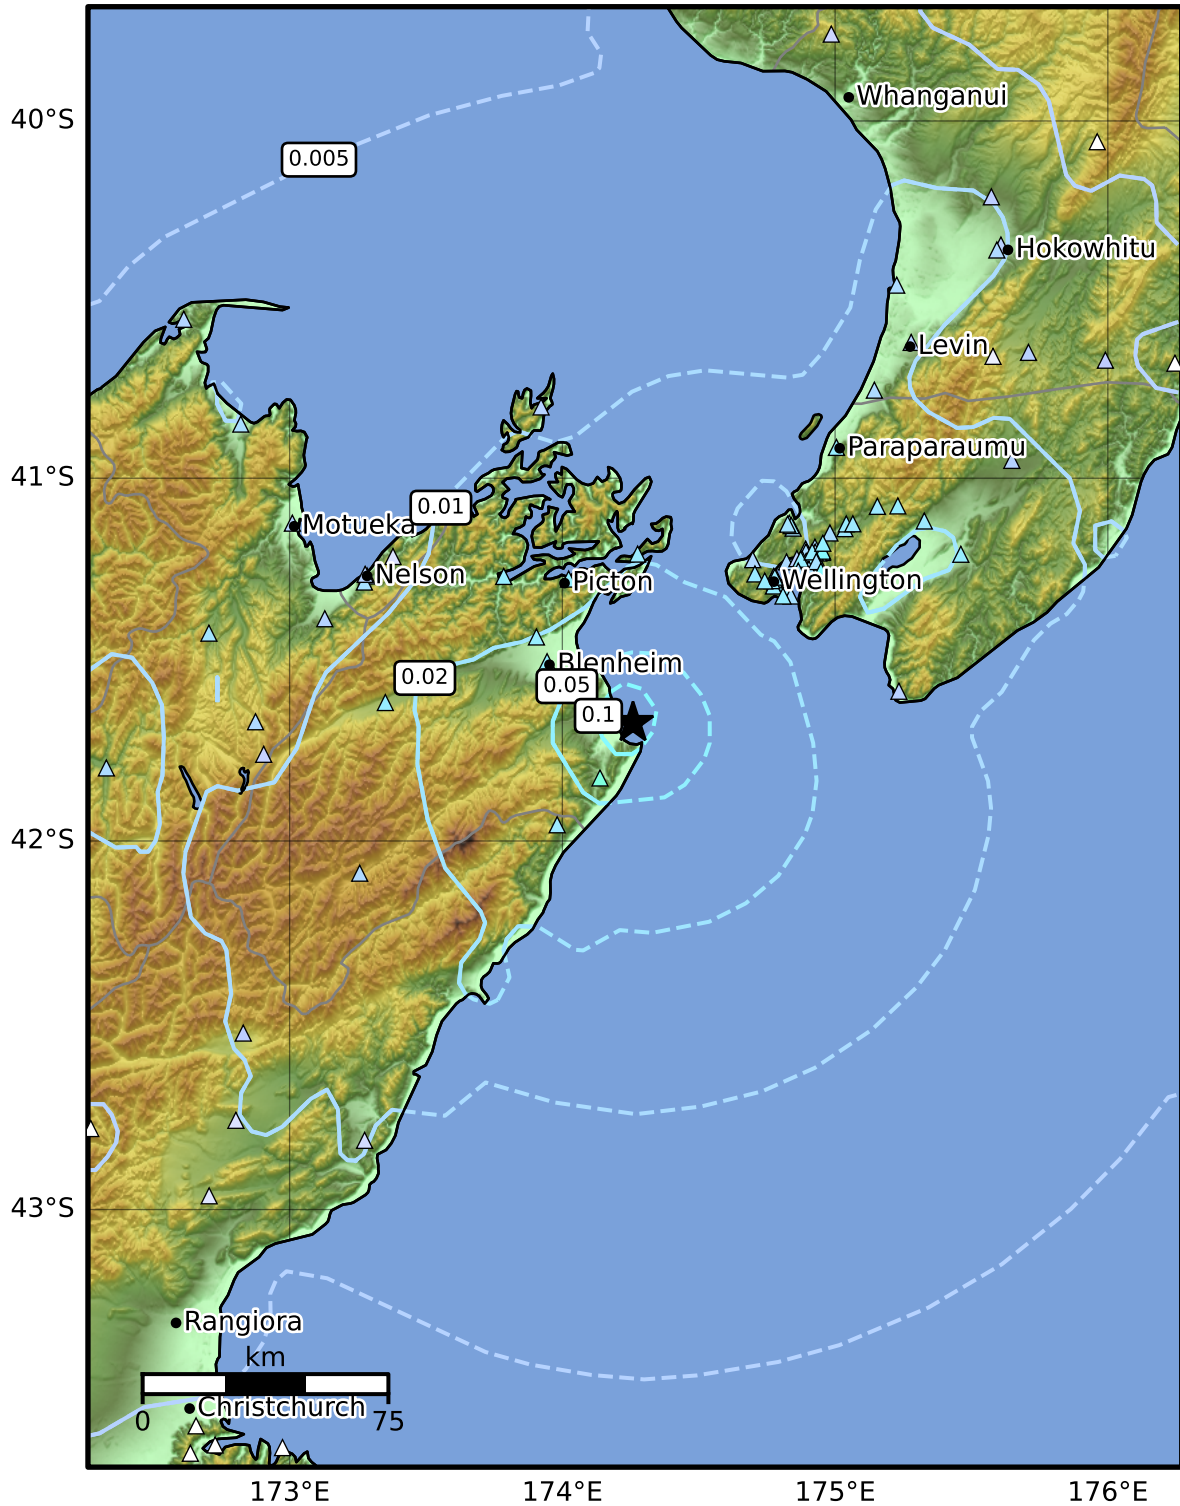 Whanganui
40°S
0.005
Hokowhitu
Levin
Paraparaumu
41°S
0.01
Motueka
Nelson
Picton
Wellington
Blenheim
0.02
0.05
0.1
42°S
43°S
Rangiora
km
Christchurch
0
75
173°E
174°E
175°E
176°E